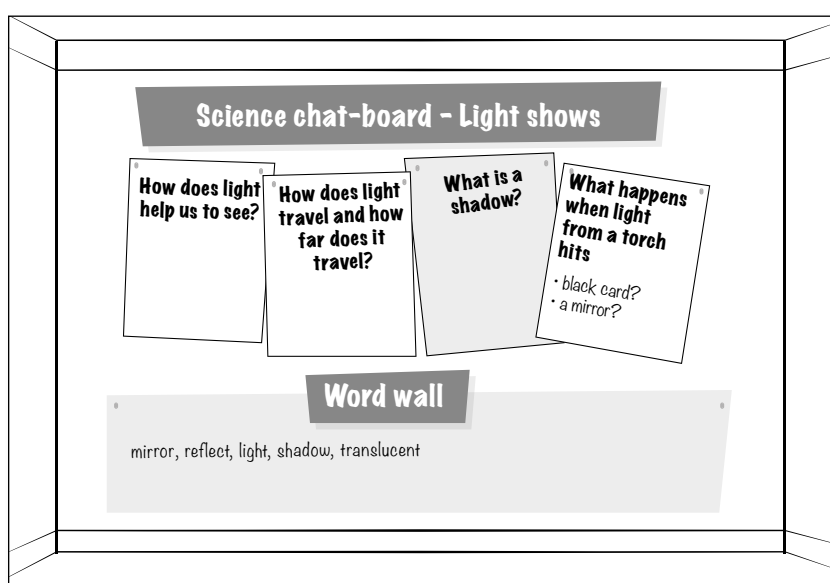 Science chat-board – Light shows
How does light
help us to see?
How does light
travel and how
far does it
travel?
What is a
shadow?
What happens
when light
from a torch
hits
• black card?
• a mirror?
Word wall
mirror, reflect, light, shadow, translucent